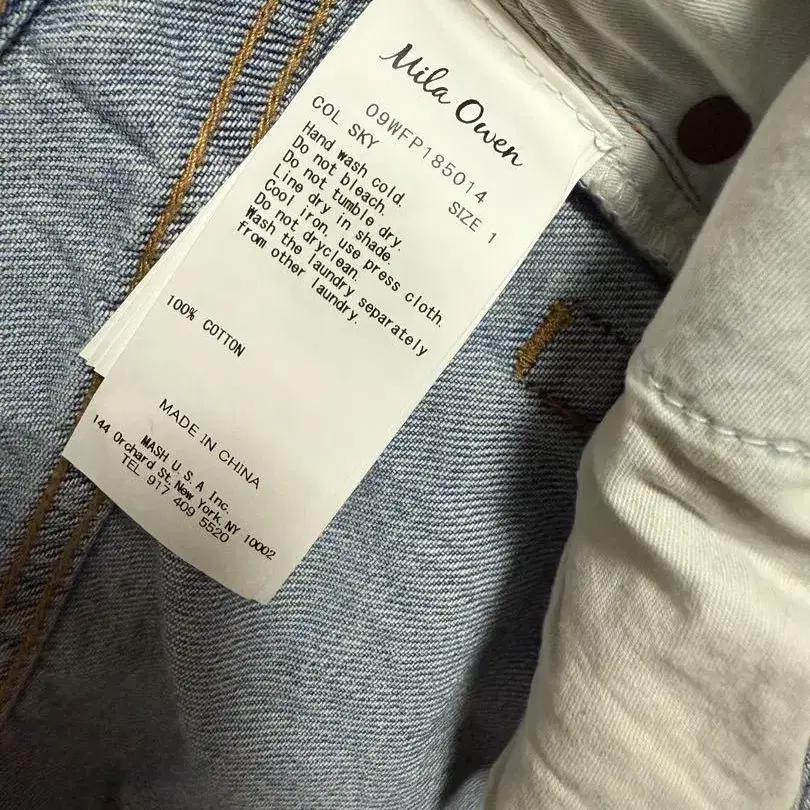 Mila Owen
09WFP185014
COL SKY SIZE 1
Hand wash cold.
Do not bleach.
Do not tumble dry.
Line dry in shade.
Cool iron, use press cloth.
Do not dryclean.
Wash the laundry separately
from other laundry.
100% COTTON
MADE IN CHINA
MASH U.S.A Inc.
144 Orchard St, New York, NY 10002
TEL 917 409 5520